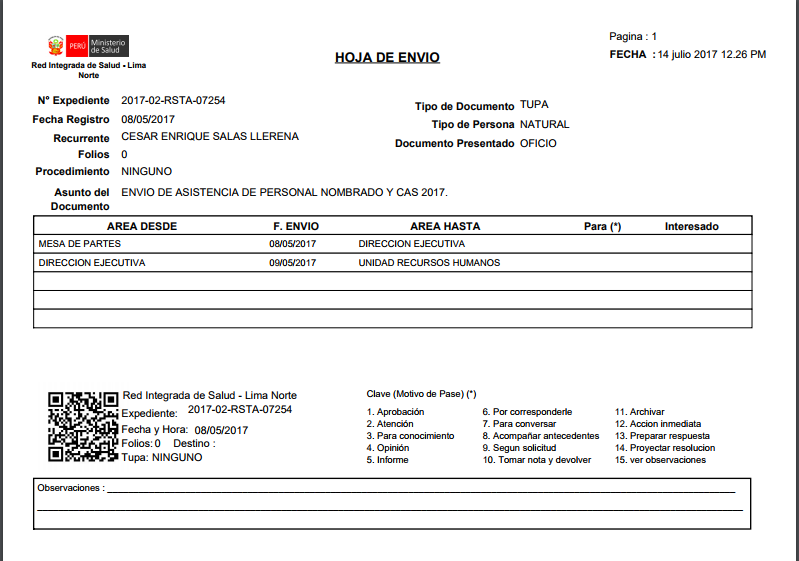 PERÚ Ministerio de Salud
Red Integrada de Salud - Lima Norte
HOJA DE ENVIO
Pagina : 1
FECHA : 14 julio 2017 12.26 PM
N° Expediente 2017-02-RSTA-07254
Fecha Registro 08/05/2017
Recurrente CESAR ENRIQUE SALAS LLERENA
Folios 0
Procedimiento NINGUNO
Asunto del Documento ENVIO DE ASISTENCIA DE PERSONAL NOMBRADO Y CAS 2017.
Tipo de Documento TUPA
Tipo de Persona NATURAL
Documento Presentado OFICIO
AREA DESDE F. ENVIO AREA HASTA Para (*) Interesado
MESA DE PARTES 08/05/2017 DIRECCION EJECUTIVA
DIRECCION EJECUTIVA 09/05/2017 UNIDAD RECURSOS HUMANOS
Red Integrada de Salud - Lima Norte
Expediente: 2017-02-RSTA-07254
Fecha y Hora: 08/05/2017
Folios: 0 Destino :
Tupa: NINGUNO
Clave (Motivo de Pase) (*)
1. Aprobación
2. Atención
3. Para conocimiento
4. Opinión
5. Informe
6. Por corresponderle
7. Para conversar
8. Acompañar antecedentes
9. Segun solicitud
10. Tomar nota y devolver
11. Archivar
12. Accion inmediata
13. Preparar respuesta
14. Proyectar resolucion
15. ver observaciones
Observaciones :